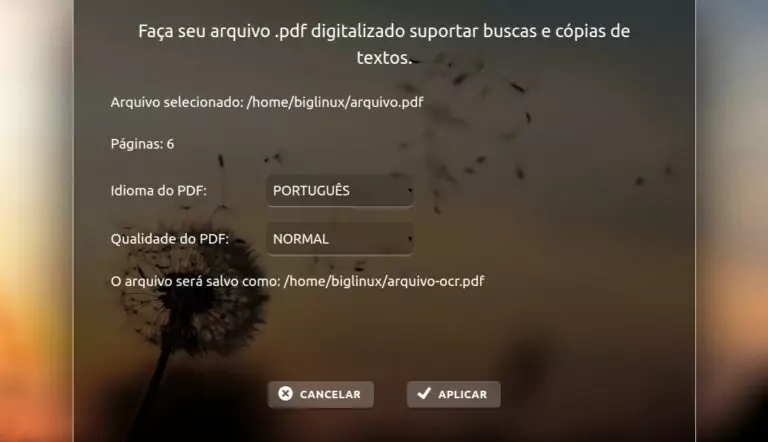 Faça seu arquivo .pdf digitalizado suportar buscas e cópias de
textos.
Arquivo selecionado: /home/biglinux/arquivo.pdf
Páginas: 6
Idioma do PDF: PORTUGUÊS
Qualidade do PDF: NORMAL
O arquivo será salvo como: /home/biglinux/arquivo-ocr.pdf
CANCELAR APLICAR